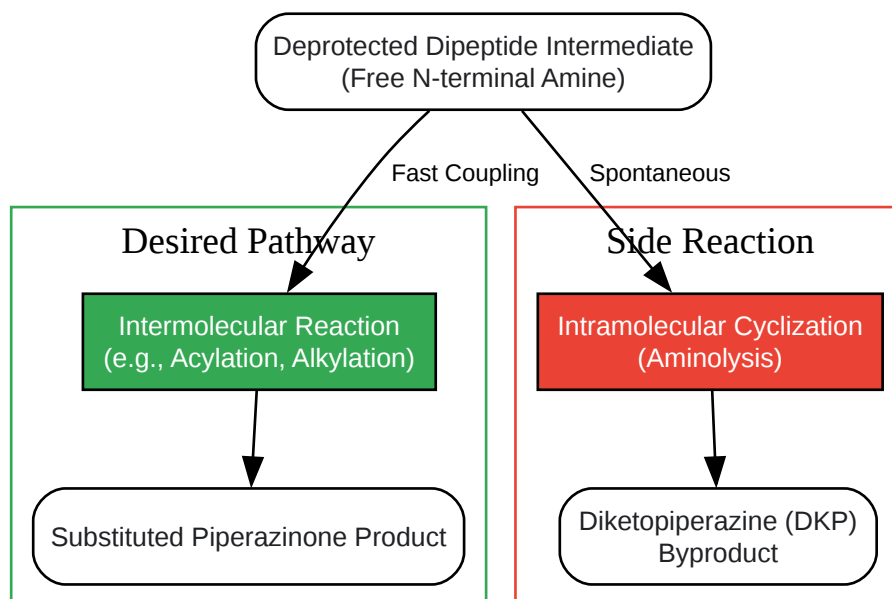 Deprotected Dipeptide Intermediate
(Free N-terminal Amine)
Fast Coupling
Spontaneous
Desired Pathway
Side Reaction
Intermolecular Reaction
(e.g., Acylation, Alkylation)
Intramolecular Cyclization
(Aminolysis)
Substituted Piperazinone Product
Diketopiperazine (DKP)
Byproduct